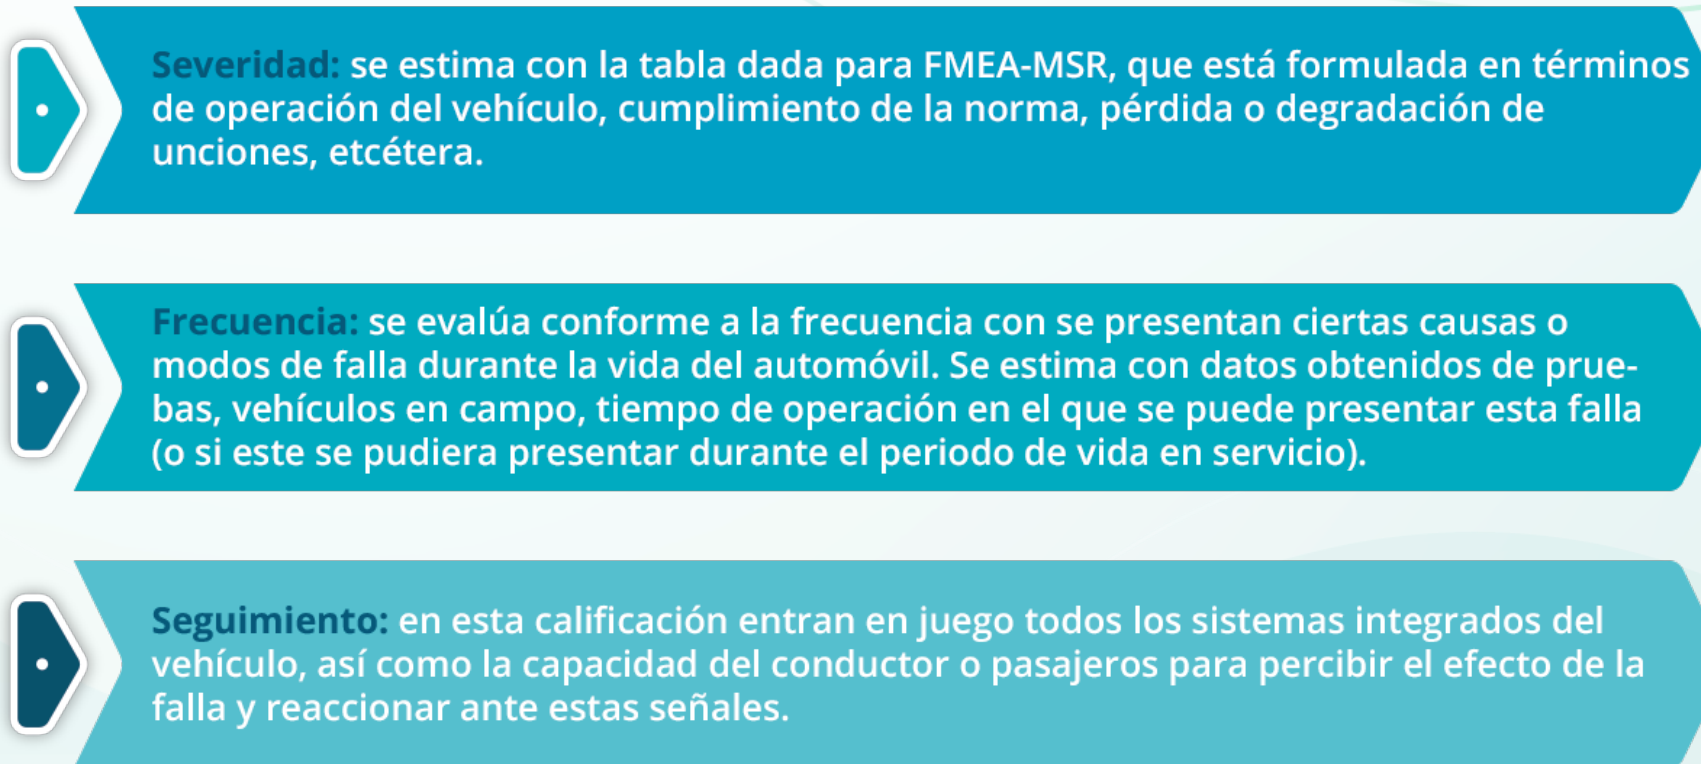 Severidad: se estima con la tabla dada para FMEA-MSR, que está formulada en términos
de operación del vehículo, cumplimiento de la norma, pérdida o degradación de
unciones, etcétera.
Frecuencia: se evalúa conforme a la frecuencia con se presentan ciertas causas o
modos de falla durante la vida del automóvil. Se estima con datos obtenidos de prue-
bas, vehículos en campo, tiempo de operación en el que se puede presentar esta falla
(o si este se pudiera presentar durante el periodo de vida en servicio).
Seguimiento: en esta calificación entran en juego todos los sistemas integrados del
vehículo, así como la capacidad del conductor o pasajeros para percibir el efecto de la
falla y reaccionar ante estas señales.